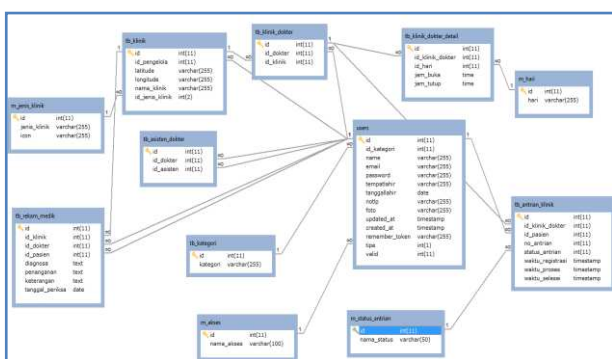 tb_klinik
id int(11)
id_pengelola int(11)
latitude varchar(255)
longitude varchar(255)
nama_klinik varchar(255)
id_jenis_klinik int(2)
tb_klinik_dokter
id int(11)
id_dokter int(11)
id_klinik int(11)
tb_klinik_dokter_detail
id int(11)
id_klinik_dokter int(11)
id_hari int(11)
jam_buka time
jam_tutup time
m_hari
id int(11)
hari varchar(255)
m_jenis_klinik
id int(11)
jenis_klinik varchar(255)
icon varchar(255)
tb_asisten_dokter
id int(11)
id_dokter int(11)
id_asisten int(11)
users
id int(11)
id_kategori int(11)
name varchar(255)
email varchar(255)
password varchar(255)
tempatlahir varchar(255)
tanggallahir date
notlp varchar(255)
foto varchar(255)
updated_at timestamp
created_at timestamp
remember_token varchar(255)
tipe int(1)
valid int(11)
tb_rekam_medik
id int(11)
id_klinik int(11)
id_dokter int(11)
id_pasien int(11)
diagnosa text
penanganan text
keterangan text
tanggal_periksa date
tb_kategori
id int(11)
kategori varchar(255)
tb_antrian_klinik
id int(11)
id_klinik_dokter int(11)
id_pasien int(11)
no_antrian int(11)
status_antrian int(11)
waktu_registrasi timestamp
waktu_proses timestamp
waktu_selesai timestamp
m_akses
id int(11)
nama_akses varchar(100)
m_status_antrian
id int(11)
nama_status varchar(50)